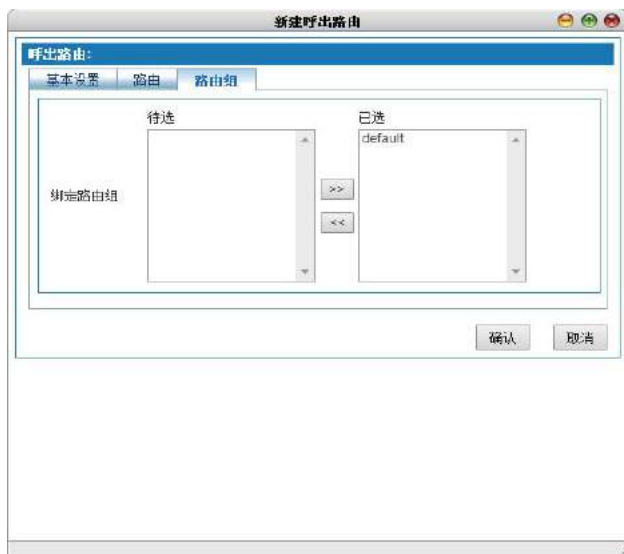 新建呼出路由
呼出路由:
基本设置 路由 路由组
待选 已选
default
绑定路由组
>>
<<
确认 取消